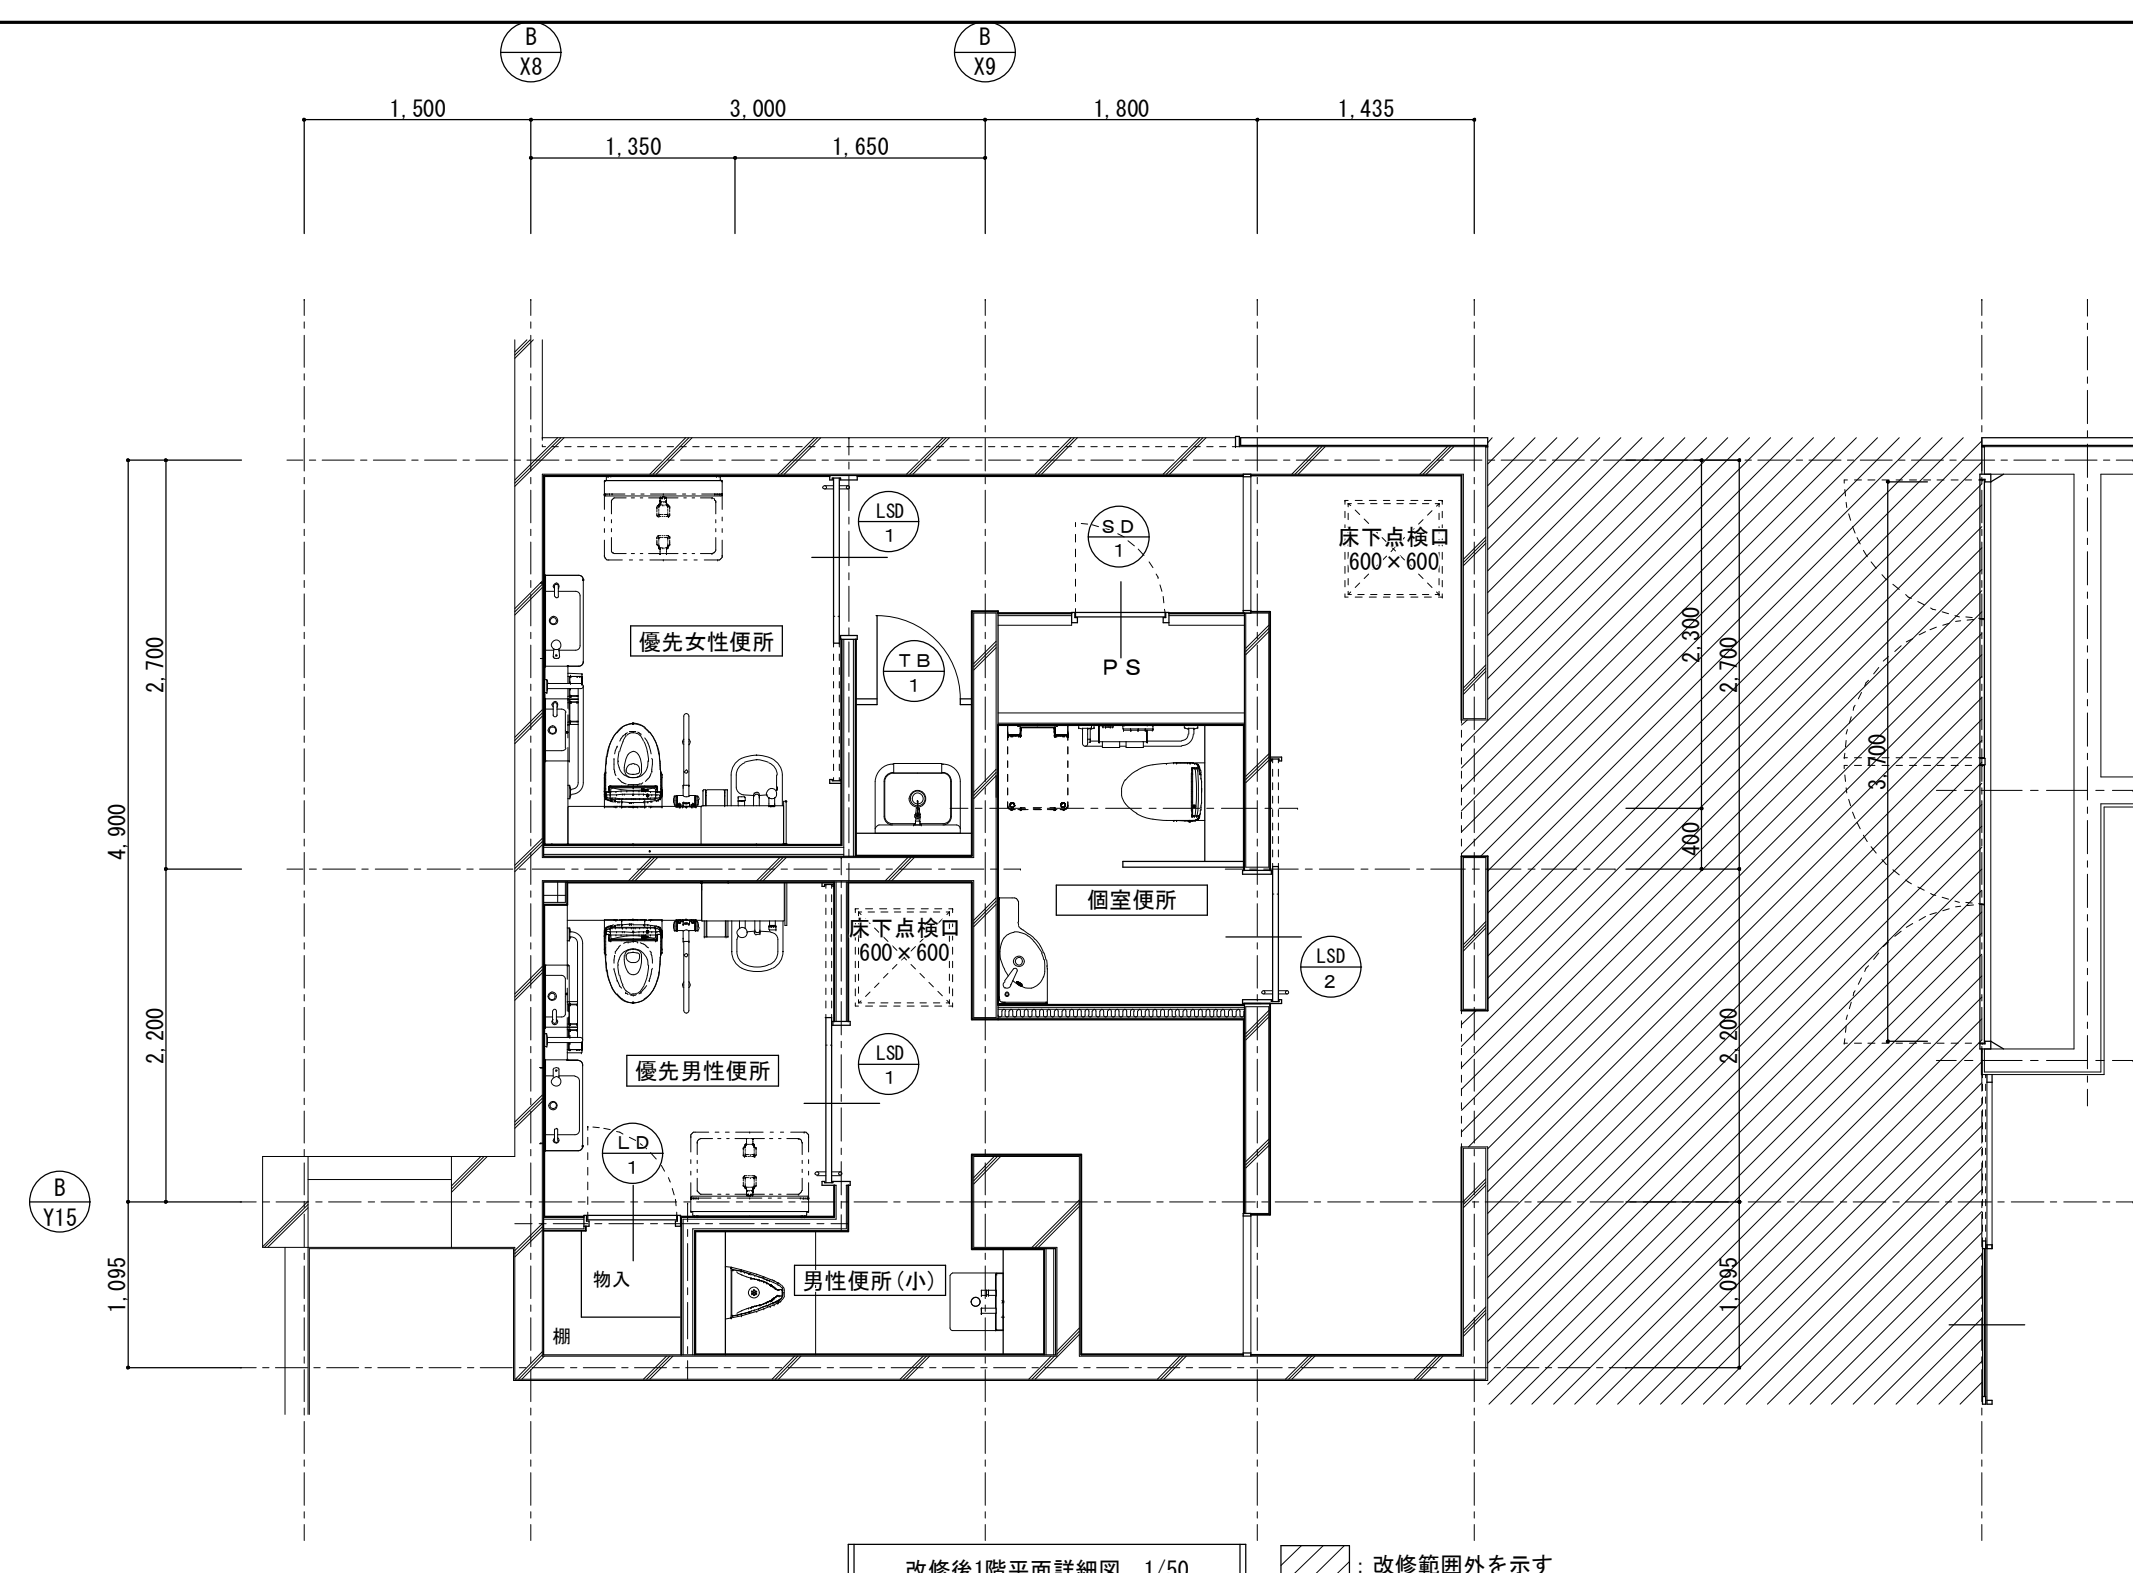 B
X8
B
X9
1,500
3,000
1,800
1,435
1,350
1,650
LSD
1
SD
1
床下点検口
600×600
優先女性便所
TB
1
PS
2,700
4,900
2,300
2,700
3,700
400
個室便所
床下点検口
600×600
LSD
2
2,200
優先男性便所
LSD
1
2,200
LD
1
B
Y15
1,095
物入
男性便所(小)
1,095
棚
改修後1階平面詳細図 1/50
:改修範囲外を示す